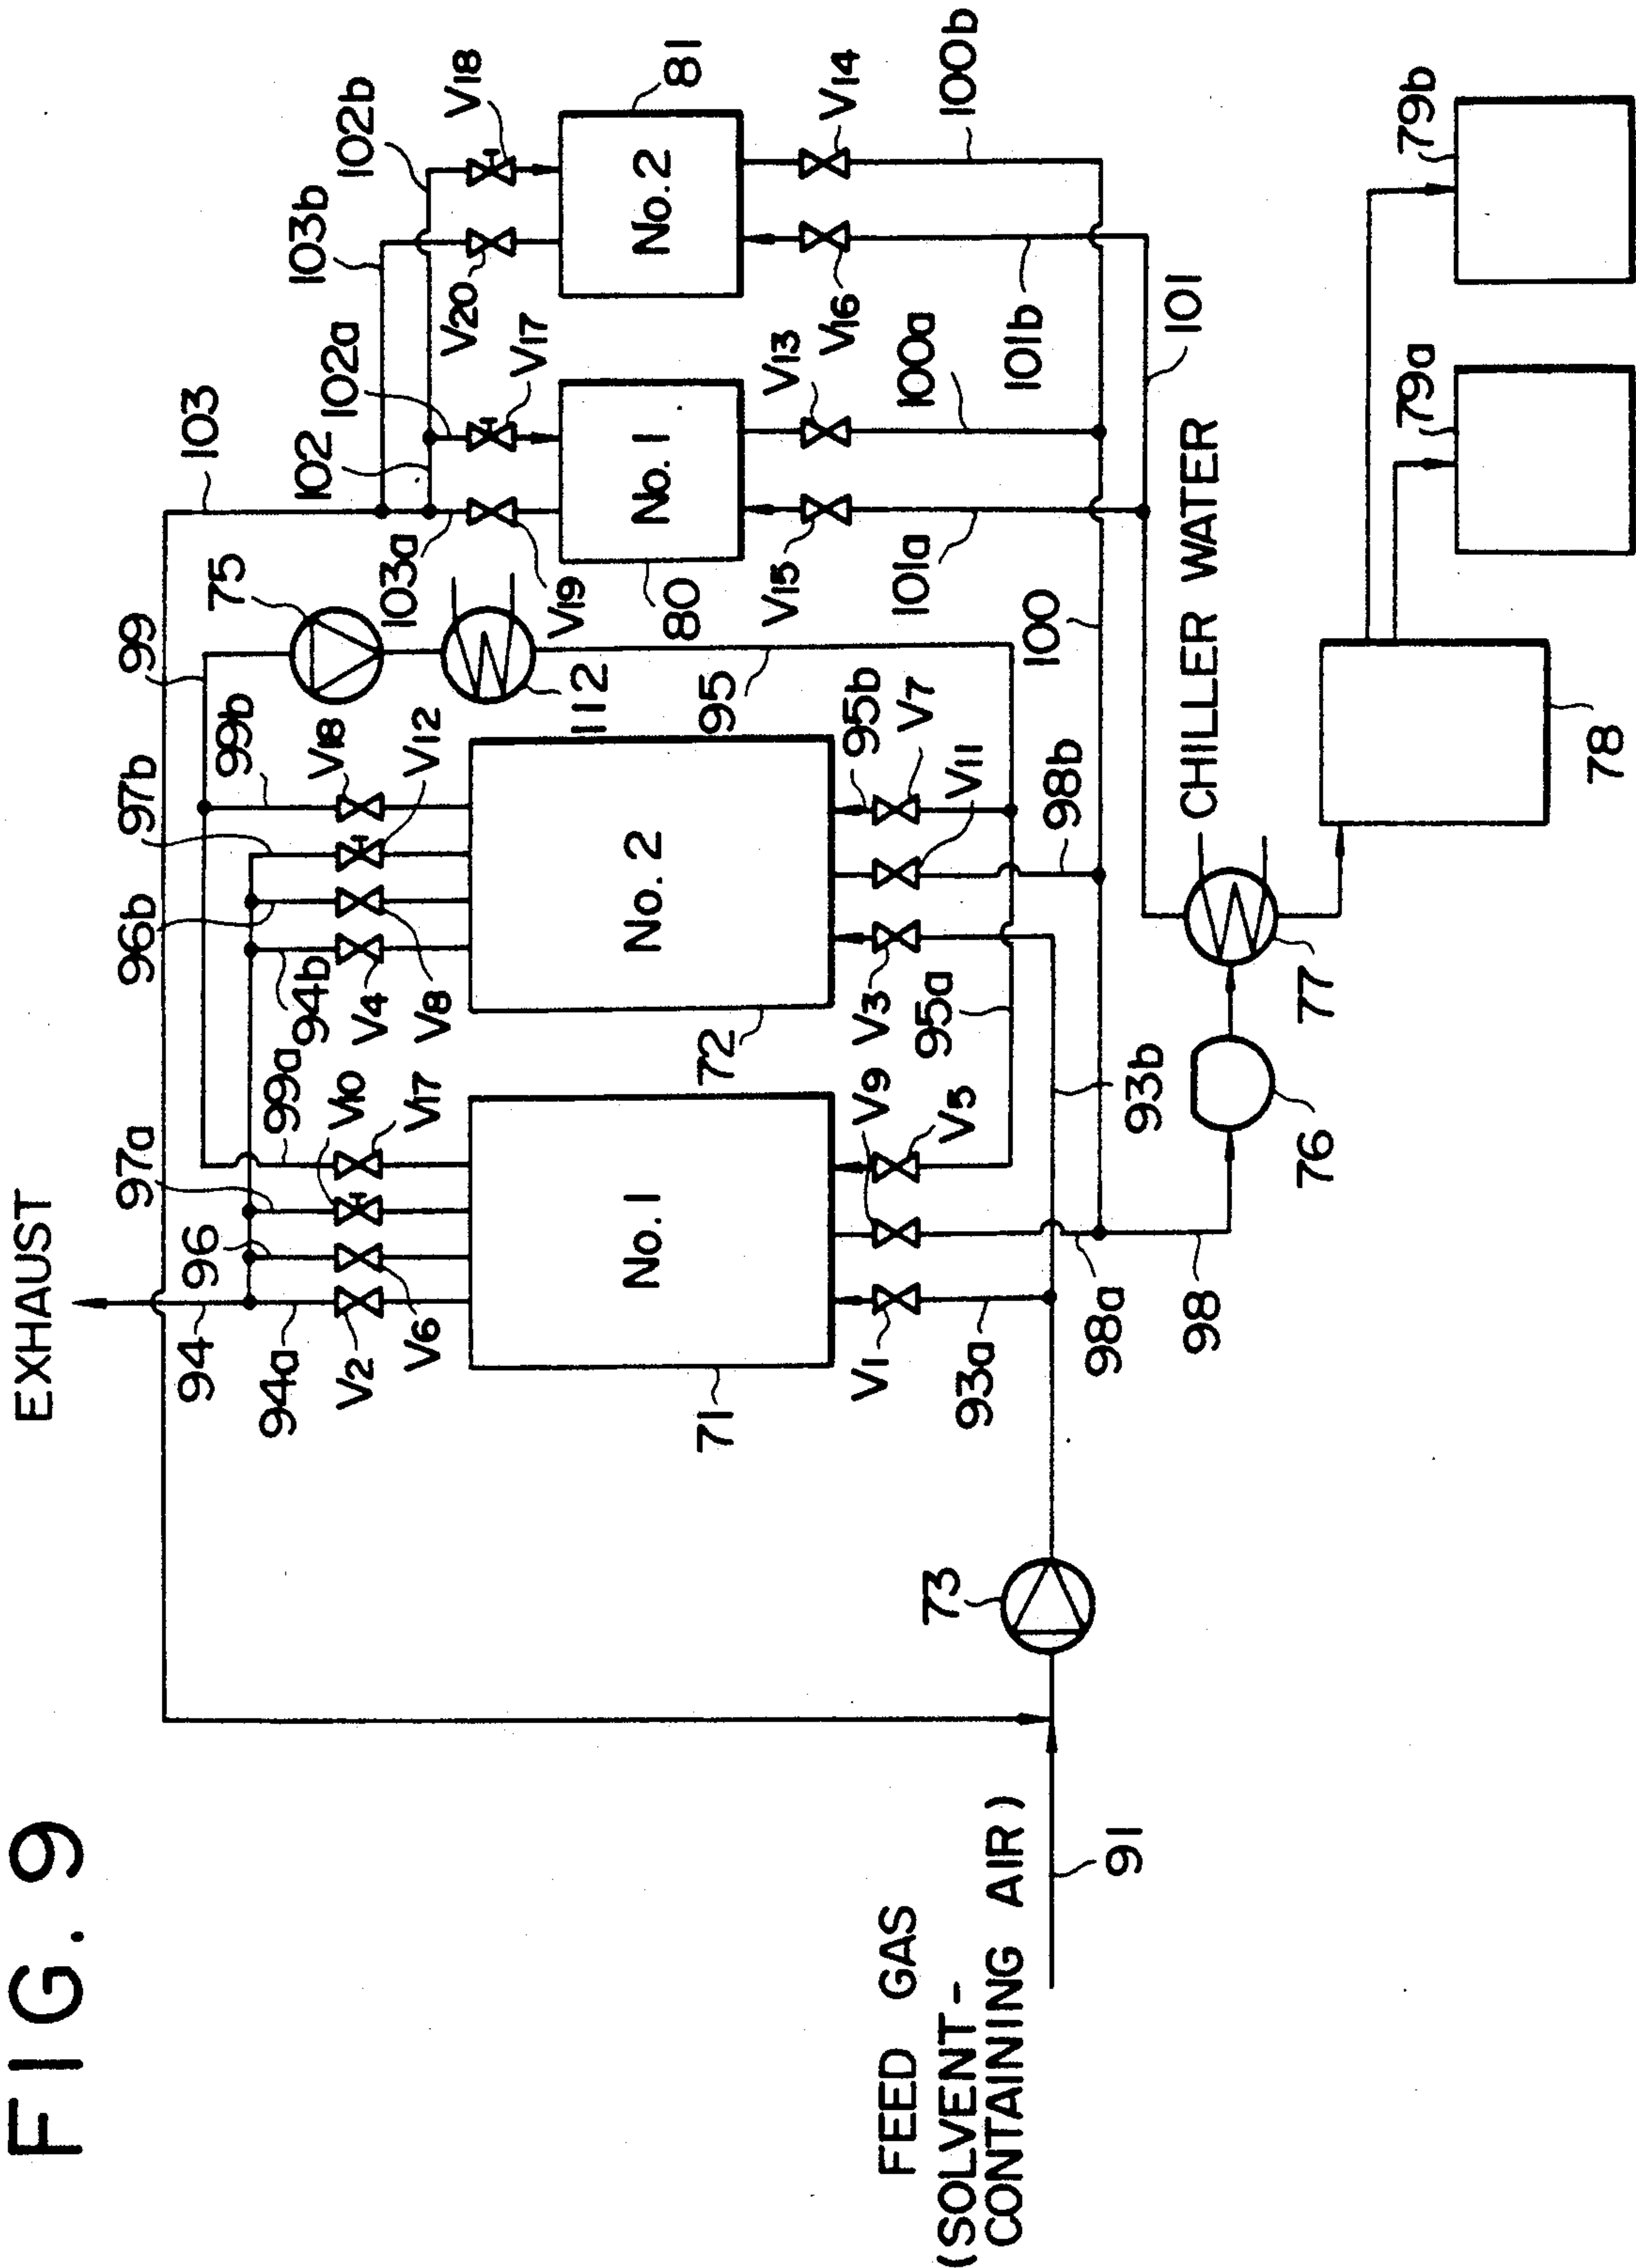 FIG. 9
EXHAUST
FEED GAS
(SOLVENT-
CONTAINING AIR)
91
73
94
94a
96
97a
99a
V10
V17
V2
V6
71
No. 1
V1
V9
V5
93a
98a
98
93b
95a
97b
96b
94b
99b
99
V18
V12
V4
V8
72
No. 2
V3
V11
V7
95b
98b
95
75
112
103
103a
102
102a
103b
102b
V19
V17
V20
V18
80
No. 1
81
No. 2
V15
V13
V16
V14
101a
100a
101b
100b
100
101
76
77
CHILLER WATER
78
79a
79b